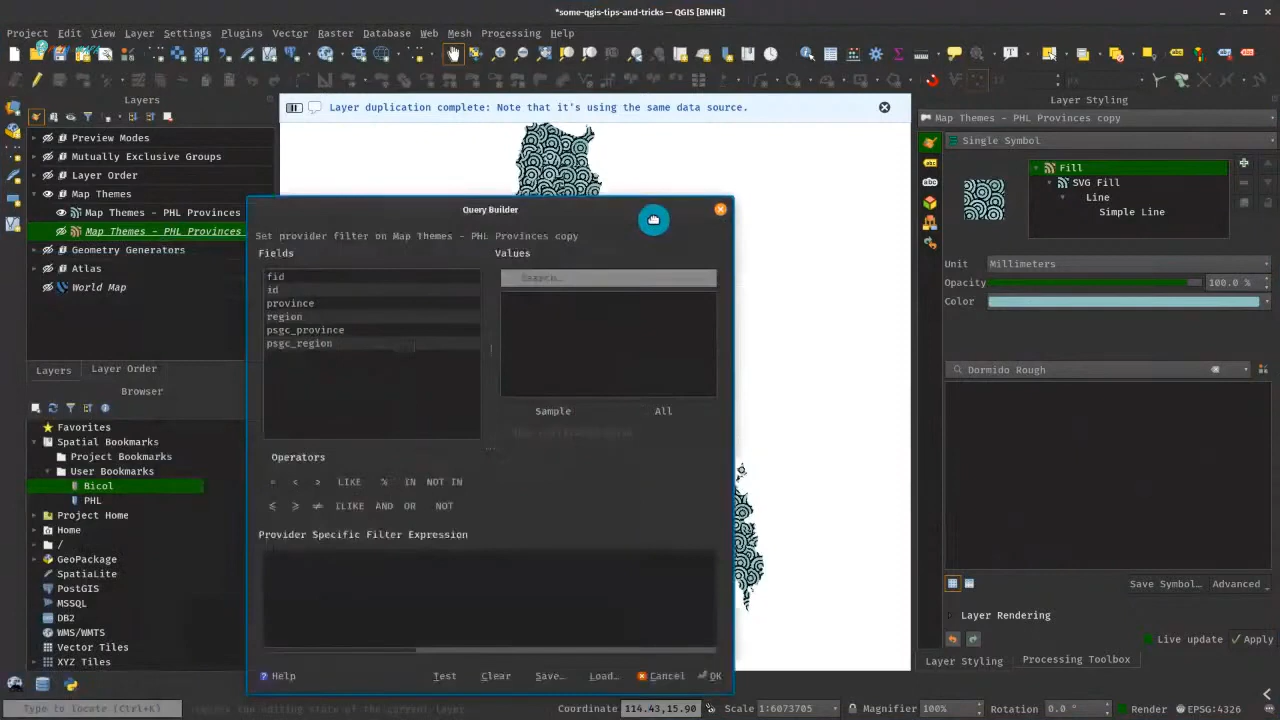 *some-qgis-tips-and-tricks — QGIS [BNHR]
Project Edit View Layer Settings Plugins Vector Raster Database Web Mesh Processing Help
Layers
Preview Modes
Mutually Exclusive Groups
Layer Order
Map Themes
Map Themes - PHL Provinces
Map Themes - PHL Provinces
Geometry Generators
Atlas
World Map
Layers Layer Order
Browser
Favorites
Spatial Bookmarks
Project Bookmarks
User Bookmarks
Bicol
PHL
Project Home
Home
/
GeoPackage
SpatiaLite
PostGIS
MSSQL
DB2
WMS/WMTS
Vector Tiles
XYZ Tiles
Layer duplication complete: Note that it's using the same data source.
Query Builder
Set provider filter on Map Themes - PHL Provinces copy
Fields
fid
id
province
region
psgc_province
psgc_region
Values
Search…
Sample All
Operators
= < > LIKE % IN NOT IN
≤ ≥ ≠ ILIKE AND OR NOT
Provider Specific Filter Expression
Help Test Clear Save… Load… Cancel OK
Layer Styling
Map Themes - PHL Provinces copy
Single Symbol
Fill
SVG Fill
Line
Simple Line
Unit Millimeters
Opacity 100.0 %
Color
Dormido Rough
Save Symbol… Advanced
Layer Rendering
Live update Apply
Layer Styling Processing Toolbox
Type to locate (Ctrl+K)
Coordinate 114.43,15.90 Scale 1:6073705 Magnifier 100% Rotation 0.0 ° Render EPSG:4326